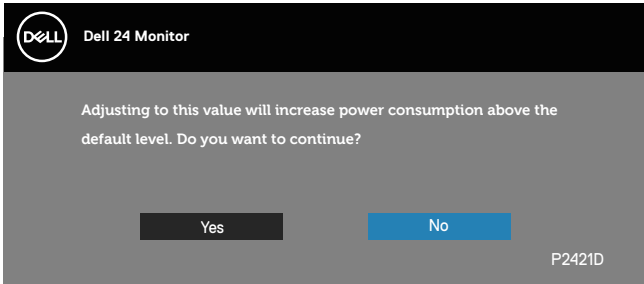 DELL
Dell 24 Monitor
Adjusting to this value will increase power consumption above the
default level. Do you want to continue?
Yes
No
P2421D